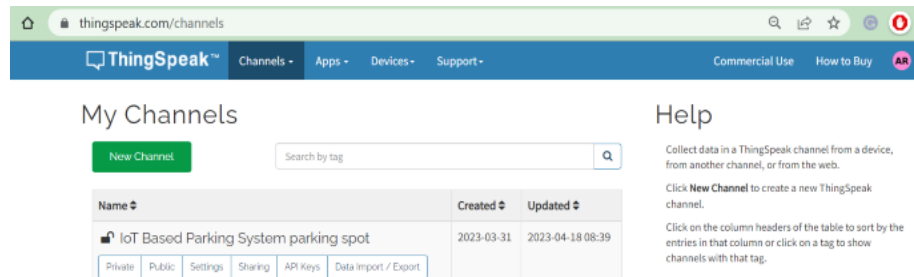 thingspeak.com/channels
ThingSpeak™ Channels Apps Devices Support Commercial Use How to Buy AR
My Channels
New Channel
Search by tag
Name Created Updated
IoT Based Parking System parking spot 2023-03-31 2023-04-18 08:39
Private Public Settings Sharing API Keys Data Import / Export
Help
Collect data in a ThingSpeak channel from a device,
from another channel, or from the web.
Click New Channel to create a new ThingSpeak
channel.
Click on the column headers of the table to sort by the
entries in that column or click on a tag to show
channels with that tag.